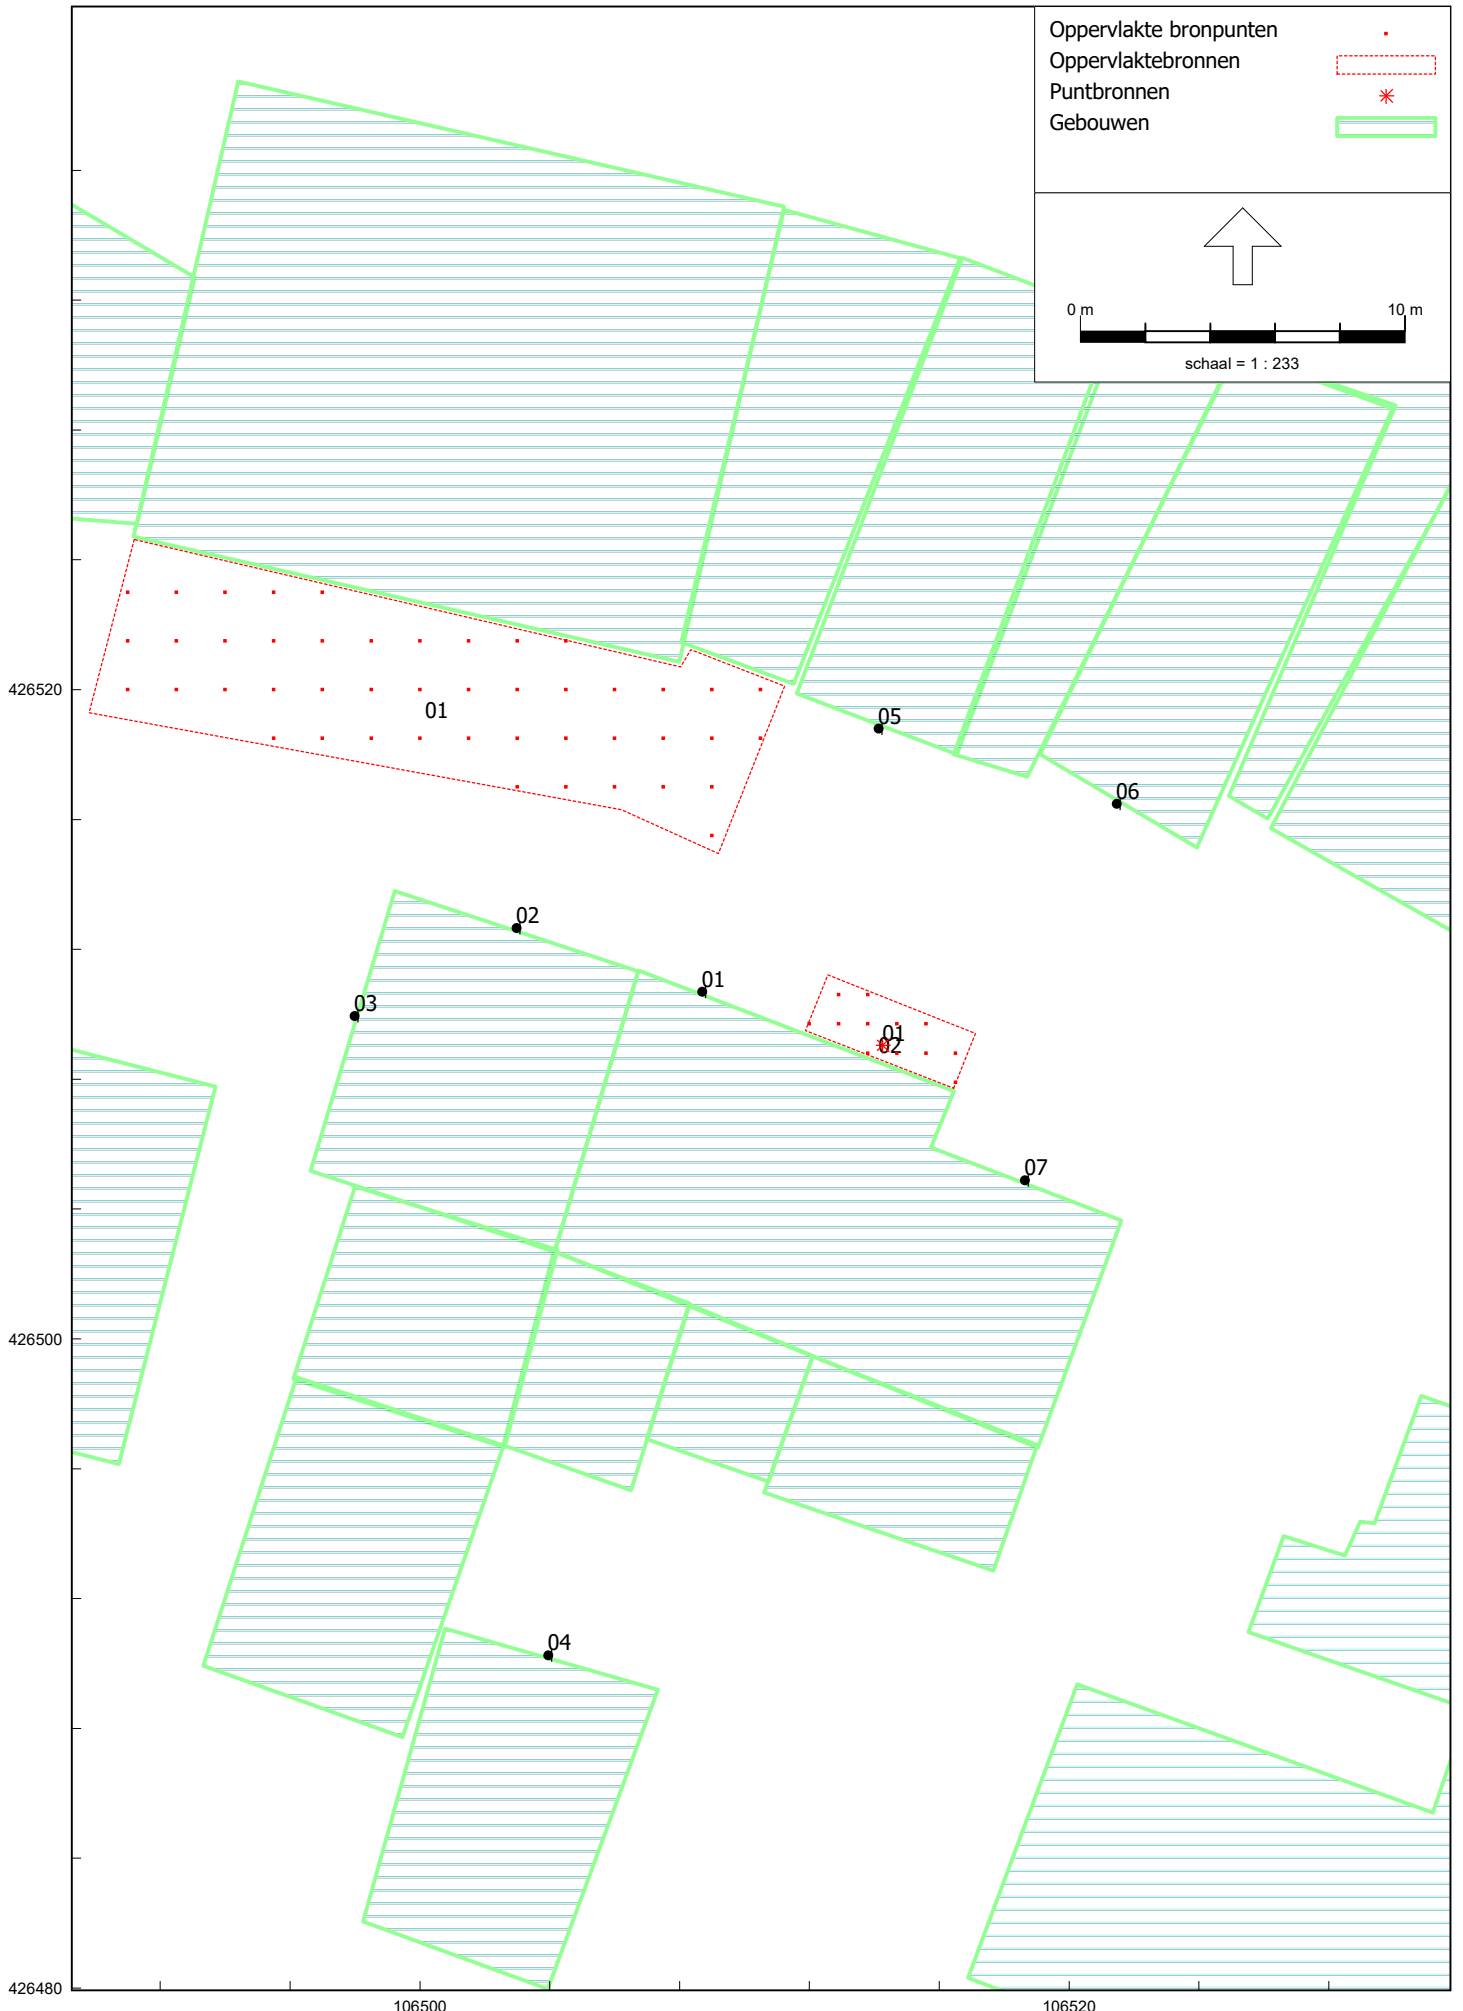 Oppervlakte bronpunten
Oppervlaktebronnen
Puntbronnen
Gebouwen
0 m 10 m
schaal = 1 : 233
426520
01
05
06
02
01
03
01
02
07
426500
04
426480
106500 106520